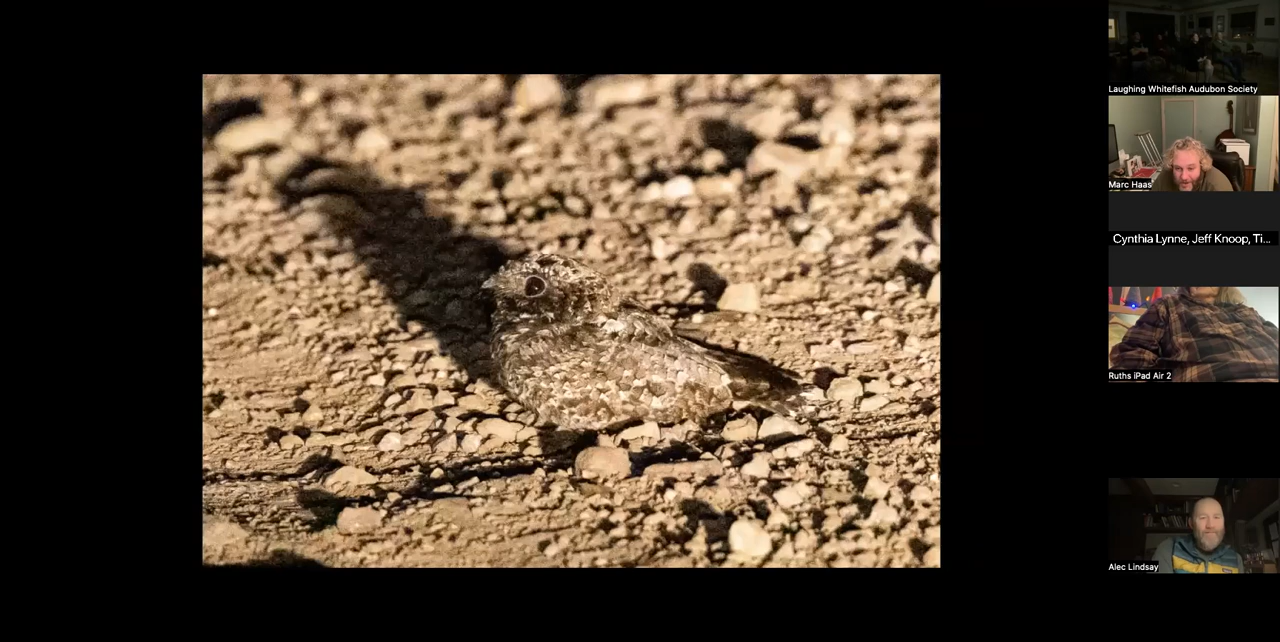 Laughing Whitefish Audubon Society
Marc Haas
Cynthia Lynne, Jeff Knoop, Ti...
Ruths iPad Air 2
Alec Lindsay